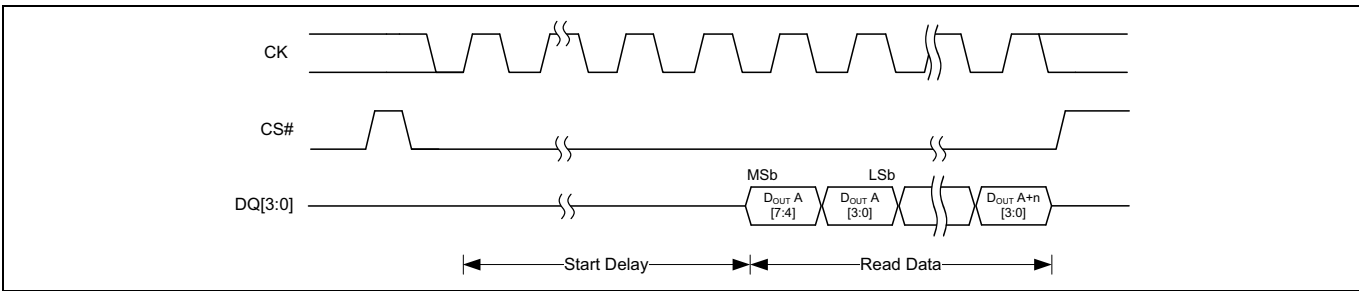 CK
CS#
MSb LSb
DQ[3:0]
DOUT A DOUT A DOUT A+n
[7:4] [3:0] [3:0]
Start Delay Read Data